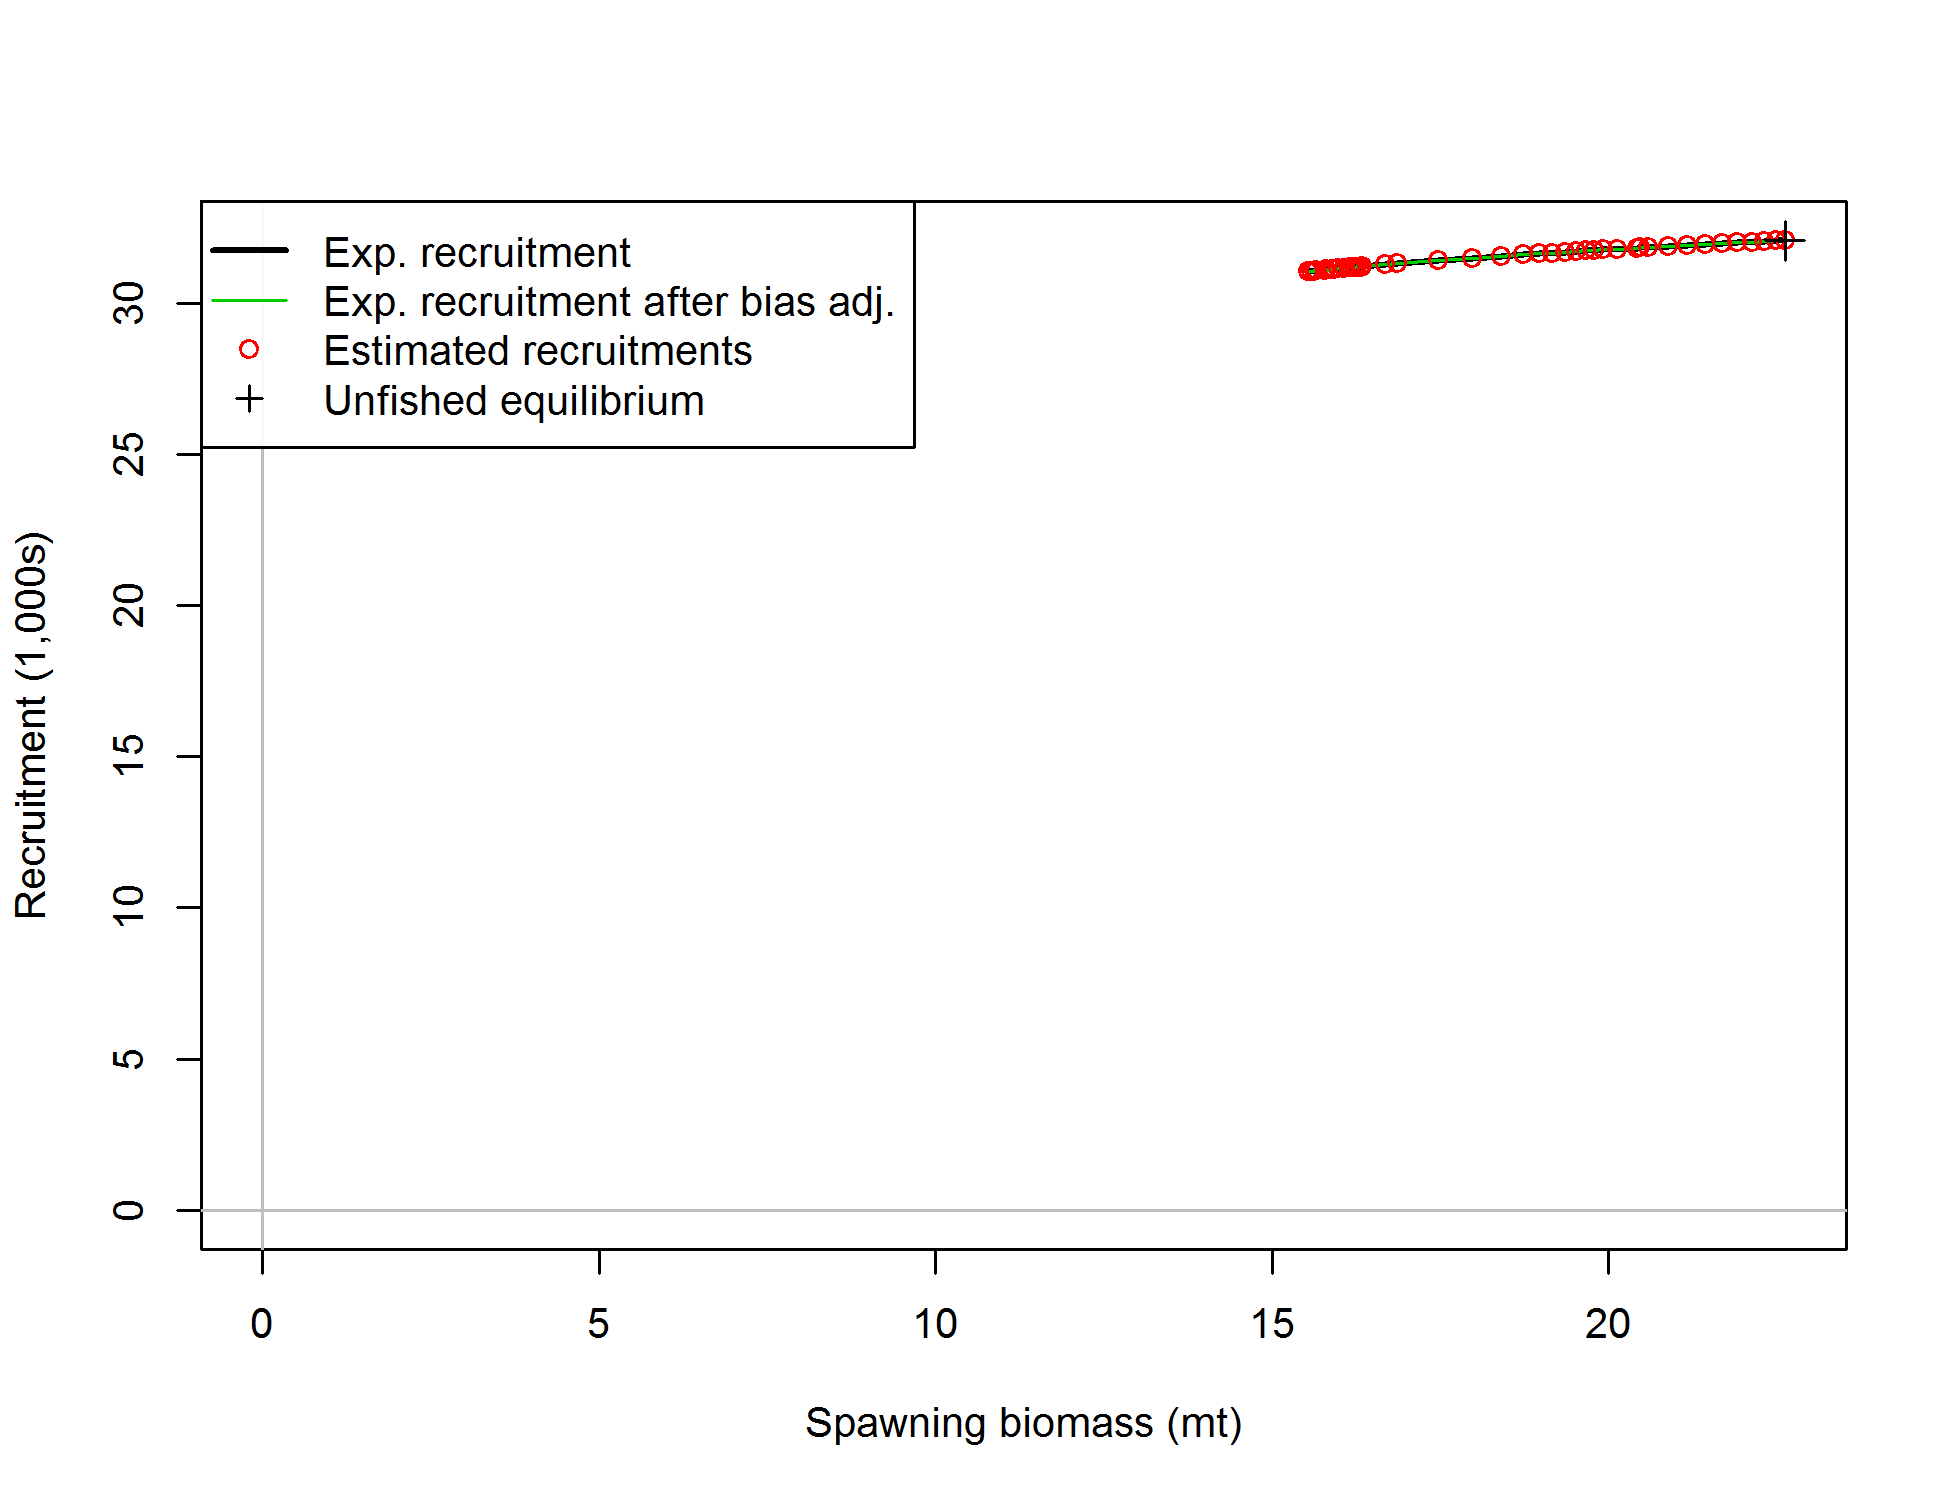 Exp. recruitment
Exp. recruitment after bias adj.
Estimated recruitments
Unfished equilibrium
30
25
20
15
10
5
0
Recruitment (1,000s)
0 5 10 15 20
Spawning biomass (mt)